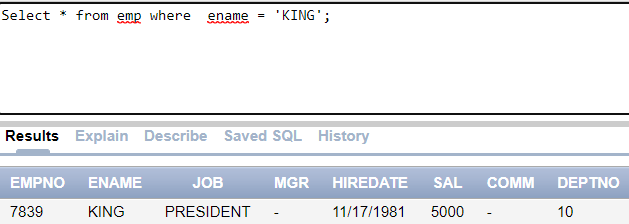 Select * from emp where  ename = 'KING';
Results Explain Describe Saved SQL History
EMPNO ENAME JOB MGR HIREDATE SAL COMM DEPTNO
7839 KING PRESIDENT - 11/17/1981 5000 - 10